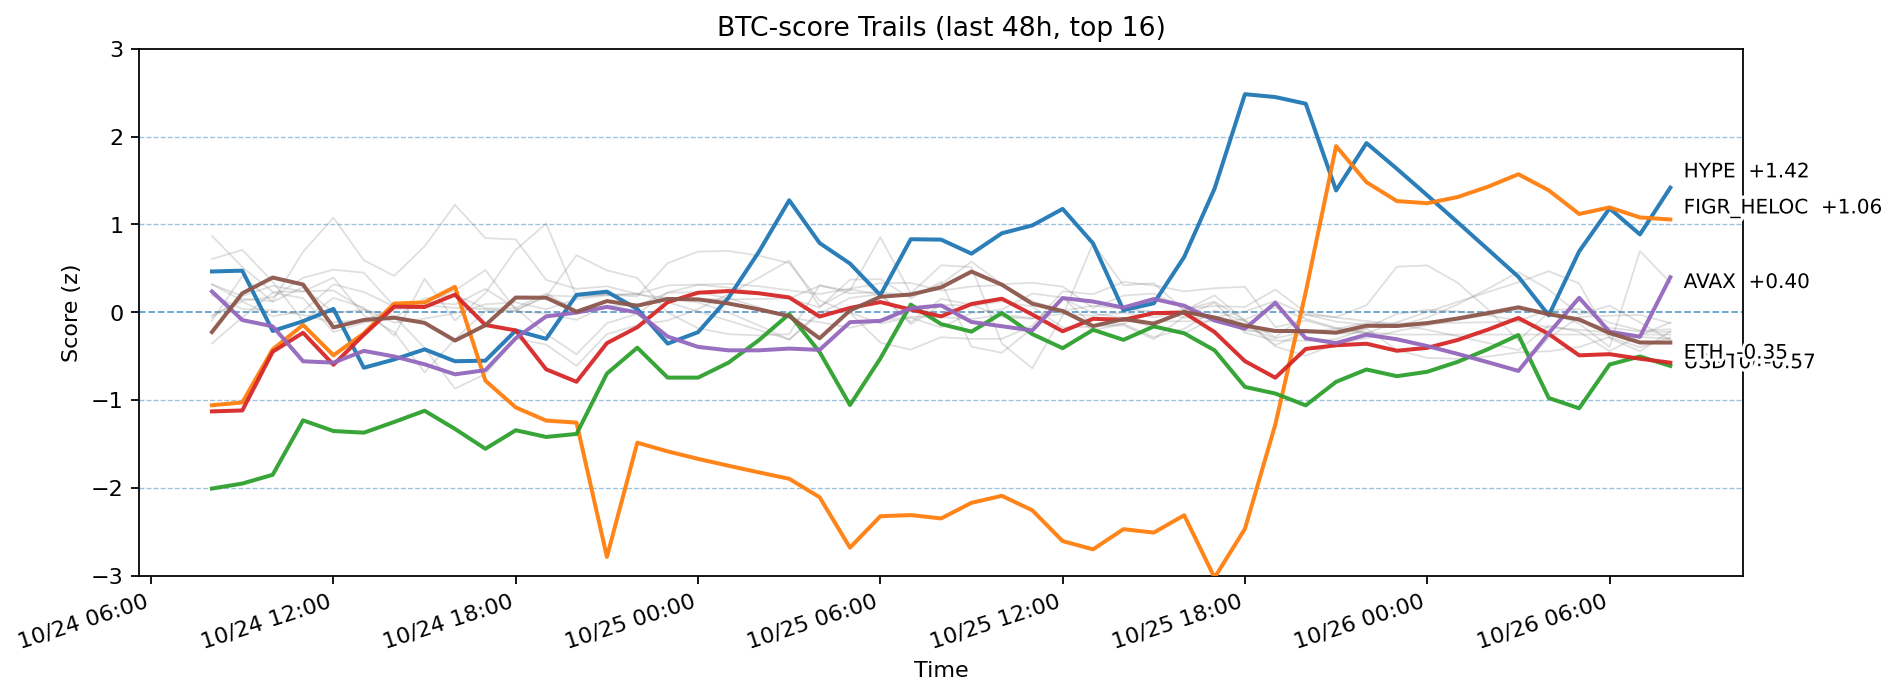 BTC-score Trails (last 48h, top 16)
Score (z)
3
2
1
0
−1
−2
−3
HYPE +1.42
FIGR_HELOC +1.06
AVAX +0.40
ETH -0.35
-0.57
10/24 06:00
10/24 12:00
10/24 18:00
10/25 00:00
10/25 06:00
10/25 12:00
10/25 18:00
10/26 00:00
10/26 06:00
Time